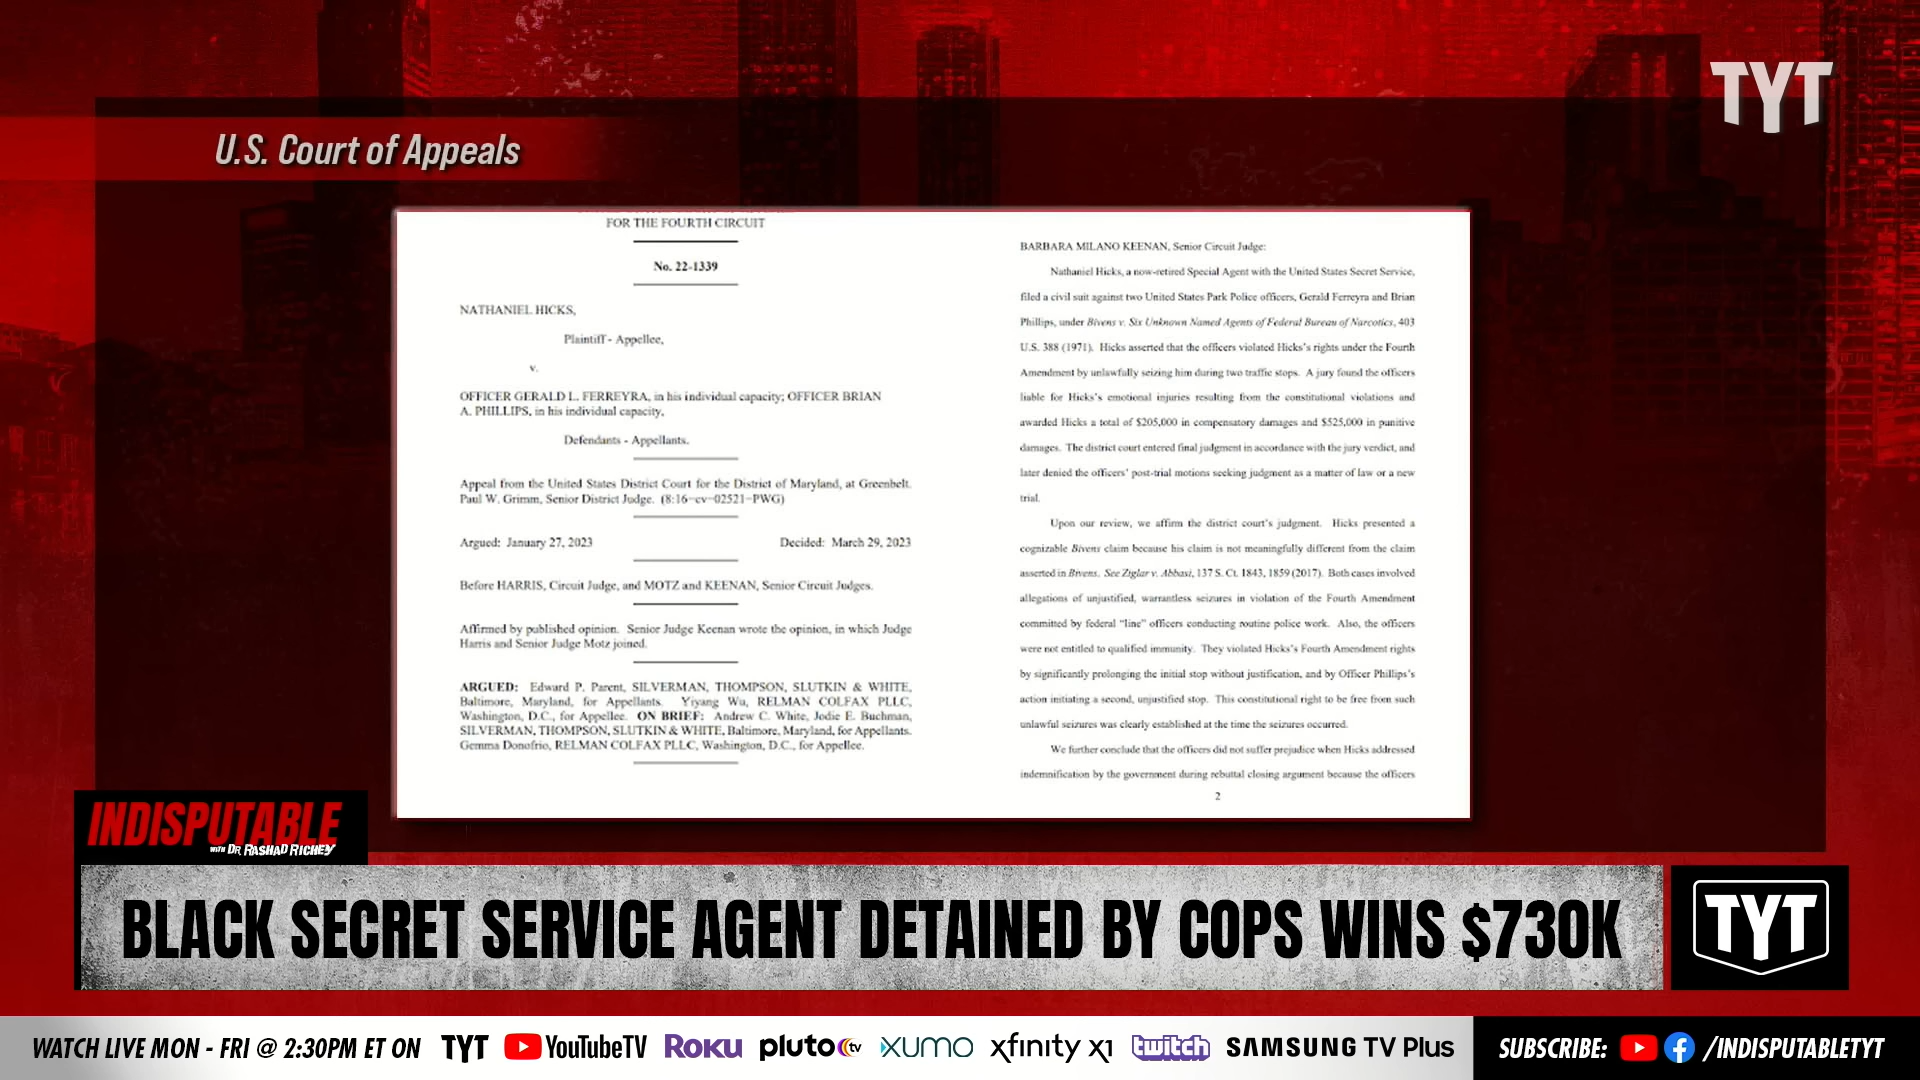 TYT
U.S. Court of Appeals
FOR THE FOURTH CIRCUIT
No. 22-1339
NATHANIEL HICKS,
Plaintiff - Appellee,
v.
OFFICER GERALD L. FERREYRA, in his individual capacity; OFFICER BRIAN
A. PHILLIPS, in his individual capacity,
Defendants - Appellants.
Appeal from the United States District Court for the District of Maryland, at Greenbelt.
Paul W. Grimm, Senior District Judge. (8:16-cv-02521-PWG)
Argued: January 27, 2023 Decided: March 29, 2023
Before HARRIS, Circuit Judge, and MOTZ and KEENAN, Senior Circuit Judges.
Affirmed by published opinion. Senior Judge Keenan wrote the opinion, in which Judge
Harris and Senior Judge Motz joined.
ARGUED: Edward P. Parent, SILVERMAN, THOMPSON, SLUTKIN & WHITE,
Baltimore, Maryland, for Appellants. Yiyang Wu, RELMAN COLFAX PLLC,
Washington, D.C., for Appellee. ON BRIEF: Andrew C. White, Jodie E. Buchman,
SILVERMAN, THOMPSON, SLUTKIN & WHITE, Baltimore, Maryland, for Appellants.
Gemma Donofrio, RELMAN COLFAX PLLC, Washington, D.C., for Appellee.
BARBARA MILANO KEENAN, Senior Circuit Judge:
Nathaniel Hicks, a now-retired Special Agent with the United States Secret Service,
filed a civil suit against two United States Park Police officers, Gerald Ferreyra and Brian
Phillips, under Bivens v. Six Unknown Named Agents of Federal Bureau of Narcotics, 403
U.S. 388 (1971). Hicks asserted that the officers violated Hicks's rights under the Fourth
Amendment by unlawfully seizing him during two traffic stops. A jury found the officers
liable for Hicks's emotional injuries resulting from the constitutional violations and
awarded Hicks a total of $205,000 in compensatory damages and $525,000 in punitive
damages. The district court entered final judgment in accordance with the jury verdict, and
later denied the officers' post-trial motions seeking judgment as a matter of law or a new
trial.
Upon our review, we affirm the district court's judgment. Hicks presented a
cognizable Bivens claim because his claim is not meaningfully different from the claim
asserted in Bivens. See Ziglar v. Abbasi, 137 S. Ct. 1843, 1859 (2017). Both cases involved
allegations of unjustified, warrantless seizures in violation of the Fourth Amendment
committed by federal "line" officers conducting routine police work. Also, the officers
were not entitled to qualified immunity. They violated Hicks's Fourth Amendment rights
by significantly prolonging the initial stop without justification, and by Officer Phillips's
action initiating a second, unjustified stop. This constitutional right to be free from such
unlawful seizures was clearly established at the time the seizures occurred.
We further conclude that the officers did not suffer prejudice when Hicks addressed
indemnification by the government during rebuttal closing argument because the officers
2
INDISPUTABLE
WITH DR RASHAD RICHEY
BLACK SECRET SERVICE AGENT DETAINED BY COPS WINS $730K
TYT
WATCH LIVE MON - FRI @ 2:30PM ET ON TYT YouTubeTV ROKU pluto tv XUMO xfinity X1 twitch SAMSUNG TV Plus
SUBSCRIBE: /INDISPUTABLETYT